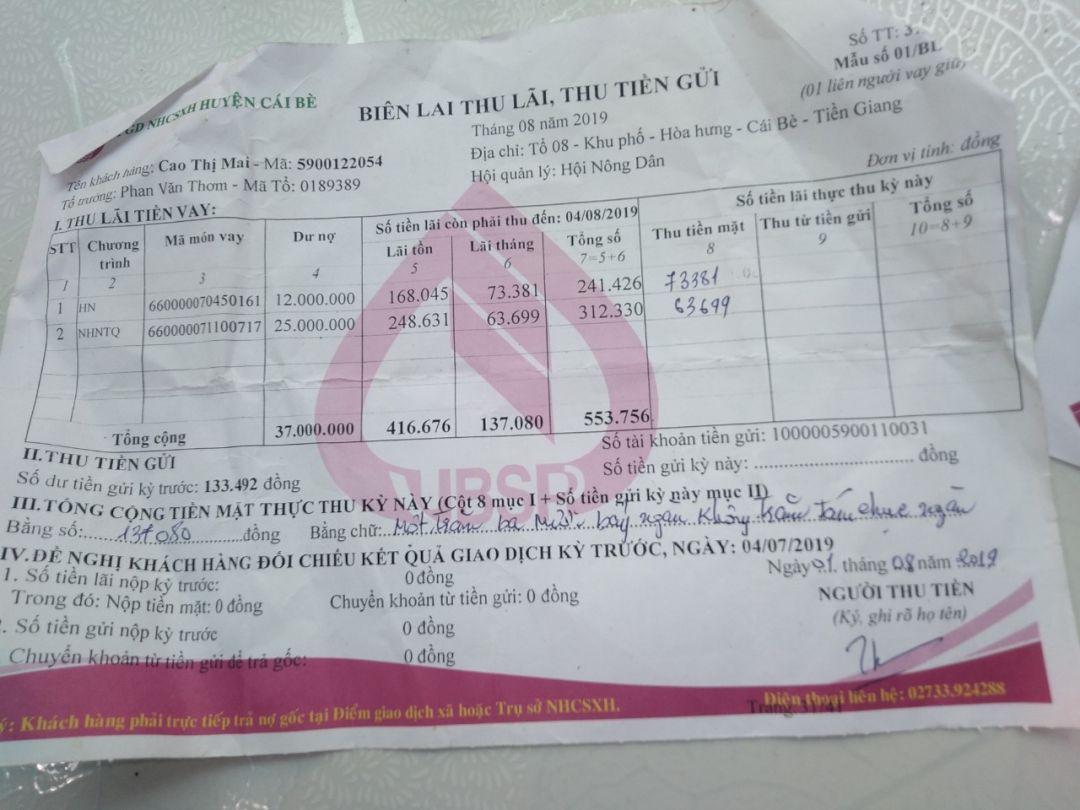 Số TT: 3
Mẫu số 01/BL
(01 liên người vay giữ)
GD NHCSXH HUYỆN CÁI BÈ
BIÊN LAI THU LÃI, THU TIỀN GỬI
Tháng 08 năm 2019
Tên khách hàng: Cao Thị Mai - Mã: 5900122054
Địa chỉ: Tổ 08 - Khu phố - Hòa hưng - Cái Bè - Tiền Giang
Tổ trưởng: Phan Văn Thơm - Mã Tổ: 0189389
Hội quản lý: Hội Nông Dân
Đơn vị tính: đồng
I. THU LÃI TIỀN VAY:
STT Chương trình Mã món vay Dư nợ Số tiền lãi còn phải thu đến: 04/08/2019 Số tiền lãi thực thu kỳ này
Lãi tồn Lãi tháng Tổng số Thu tiền mặt Thu từ tiền gửi Tổng số
1 2 3 4 5 6 7=5+6 8 9 10=8+9
1 HN 660000070450161 12.000.000 168.045 73.381 241.426 73381
2 NHNTQ 660000071100717 25.000.000 248.631 63.699 312.330 63699
Tổng cộng 37.000.000 416.676 137.080 553.756
II. THU TIỀN GỬI
Số tài khoản tiền gửi: 1000005900110031
Số dư tiền gửi kỳ trước: 133.492 đồng
Số tiền gửi kỳ này: ........................ đồng
III. TỔNG CỘNG TIỀN MẶT THỰC THU KỲ NÀY (Cột 8 mục I + Số tiền gửi kỳ này mục II)
Bằng số: 137080 đồng Bằng chữ: Một trăm ba mươi bảy ngàn không trăm tám chục ngàn
VBSP
IV. ĐỀ NGHỊ KHÁCH HÀNG ĐỐI CHIẾU KẾT QUẢ GIAO DỊCH KỲ TRƯỚC, NGÀY: 04/07/2019
Ngày 01. tháng 08 năm 2019
1. Số tiền lãi nộp kỳ trước: 0 đồng
NGƯỜI THU TIỀN
Trong đó: Nộp tiền mặt: 0 đồng Chuyển khoản từ tiền gửi: 0 đồng
(Ký, ghi rõ họ tên)
. Số tiền gửi nộp kỳ trước 0 đồng
Chuyển khoản từ tiền gửi để trả gốc: 0 đồng
Điện thoại liên hệ: 02733.924288
ý: Khách hàng phải trực tiếp trả nợ gốc tại Điểm giao dịch xã hoặc Trụ sở NHCSXH.